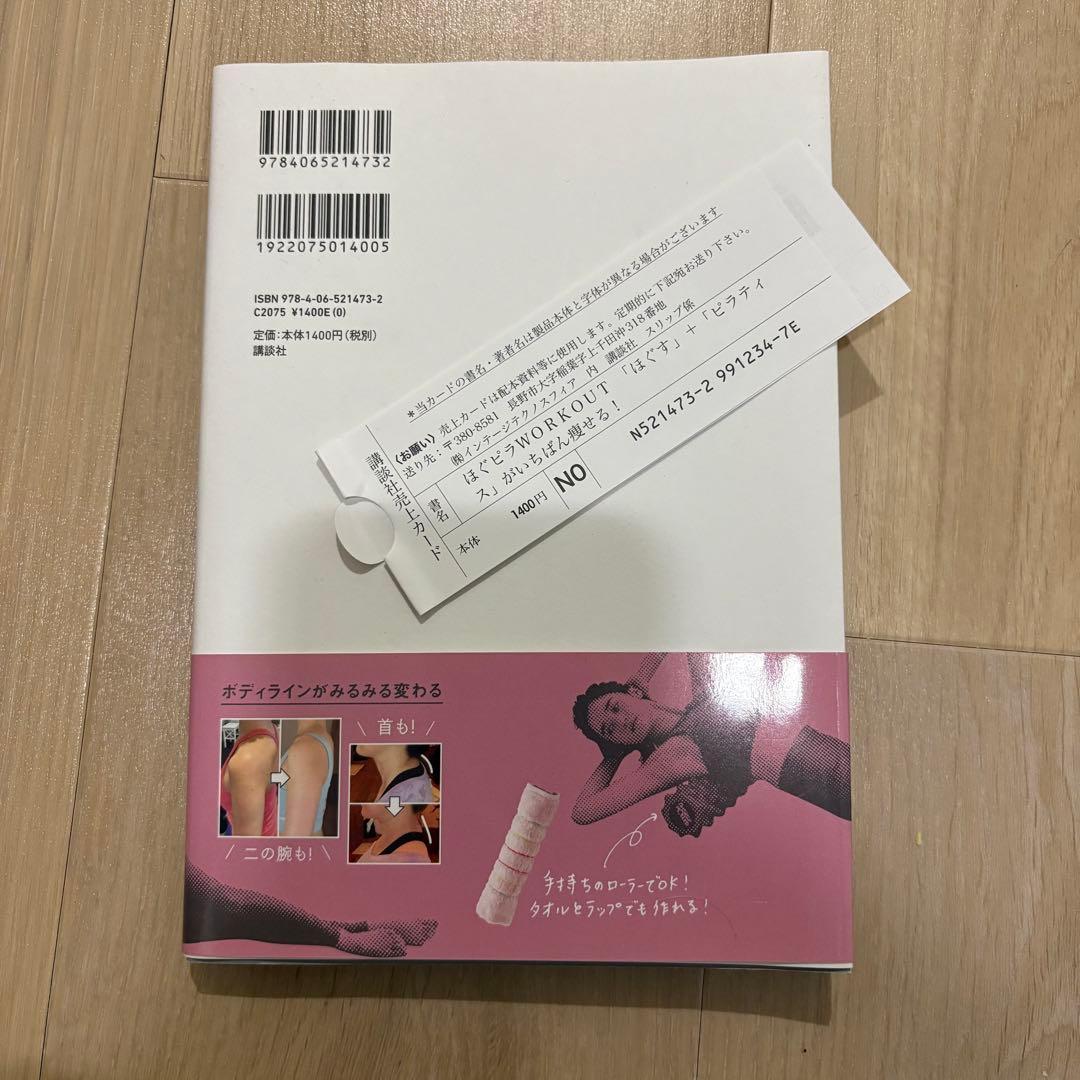 9784065214732
1922075014005
ISBN 978-4-06-521473-2
C2075 ¥1400E (0)
定価：本体1400円（税別）
講談社
＊当カードの書名・著者名は製品本体と字体が異なる場合がございます
〈お願い〉売上カードは配本資料等に使用します。定期的に下記宛お送り下さい。
送り先：〒380-8581 長野市大字稲葉字上千田沖318番地
㈱インテージテクノスフィア 内 講談社 スリップ係
講談社売上カード
書名
ほぐピラWORKOUT 「ほぐす」＋「ピラティ
ス」がいちばん痩せる！
本体
1400円
NO
N521473-2 991234-7E
ボディラインがみるみる変わる
首も！
二の腕も！
手持ちのローラーでOK！
タオルとラップでも作れる！